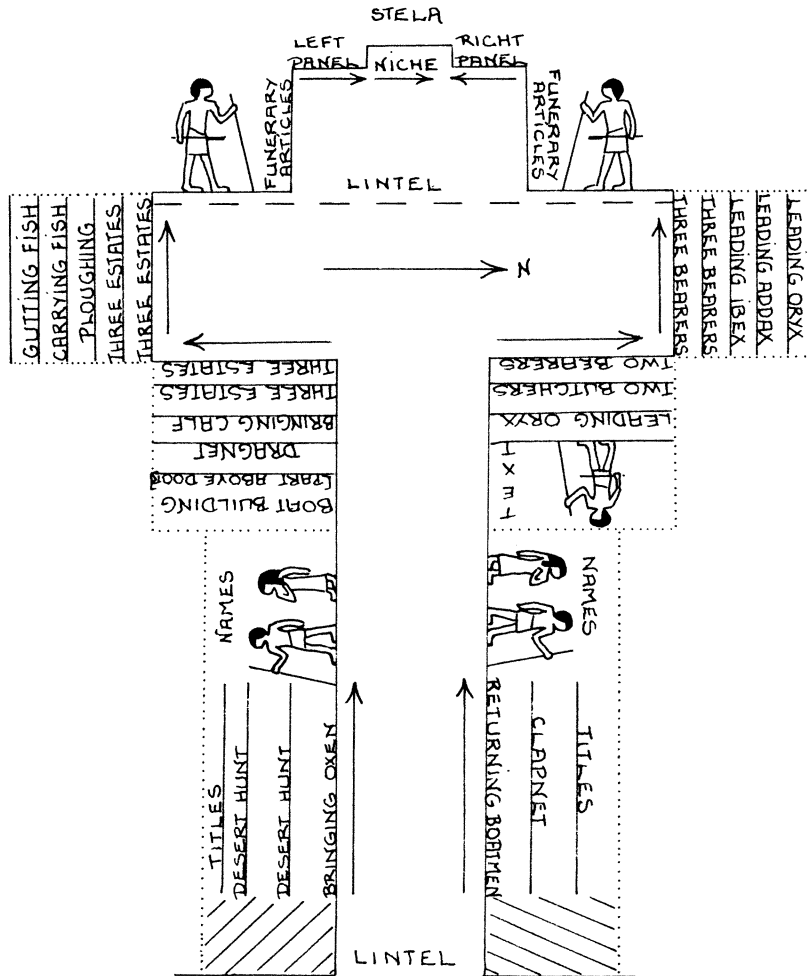 STELA
LEFT PANEL
NICHE
RIGHT PANEL
FUNERARY ARTICLES
FUNERARY ARTICLES
LINTEL
GUTTING FISH
CARRYING FISH
PLOUGHING
THREE ESTATES
THREE ESTATES
THREE BEARERS
THREE BEARERS
LEADING IBEX
LEADING ADDAX
LEADING ORYX
N
THREE ESTATES
THREE ESTATES
BRINGING CALF
DRAGNET
START ABOVE DOOR
BOAT BUILDING
TWO BEARERS
TWO BUTCHERS
LEADING ORYX
TEXT
NAMES
NAMES
TITLES
DESERT HUNT
DESERT HUNT
BRINGING OXEN
RETURNING BOATMEN
CLAPNET
TITLES
LINTEL